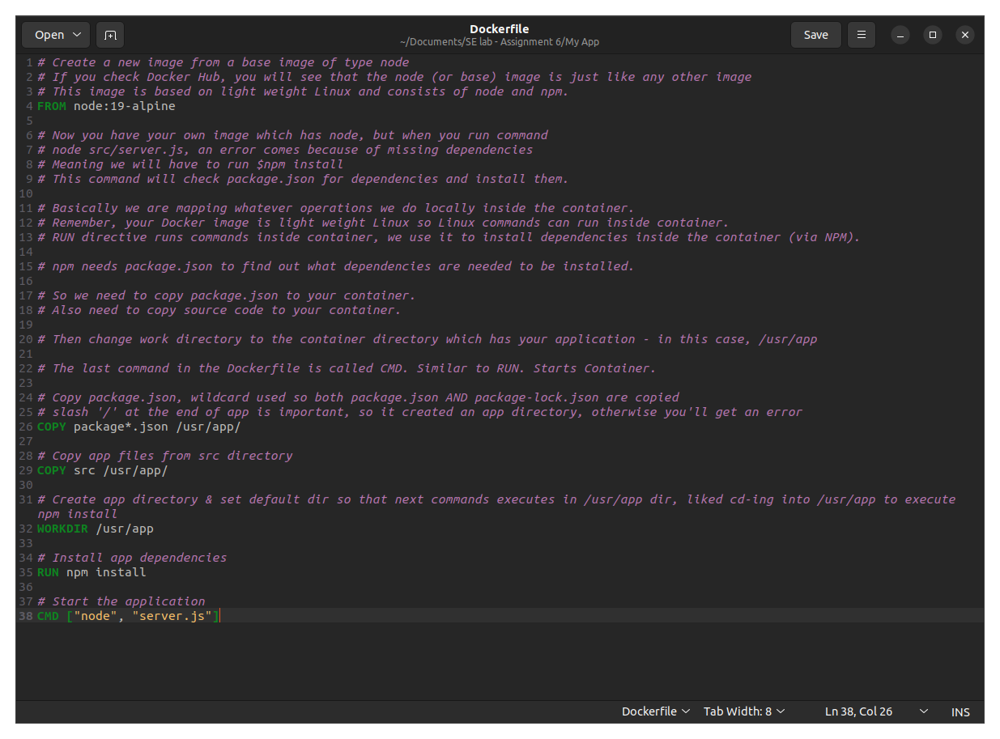 Open
Dockerfile
~/Documents/SE lab - Assignment 6/My App
Save
1 # Create a new image from a base image of type node
2 # If you check Docker Hub, you will see that the node (or base) image is just like any other image
3 # This image is based on light weight Linux and consists of node and npm.
4 FROM node:19-alpine
5
6 # Now you have your own image which has node, but when you run command
7 # node src/server.js, an error comes because of missing dependencies
8 # Meaning we will have to run $npm install
9 # This command will check package.json for dependencies and install them.
10
11 # Basically we are mapping whatever operations we do locally inside the container.
12 # Remember, your Docker image is light weight Linux so Linux commands can run inside container.
13 # RUN directive runs commands inside container, we use it to install dependencies inside the container (via NPM).
14
15 # npm needs package.json to find out what dependencies are needed to be installed.
16
17 # So we need to copy package.json to your container.
18 # Also need to copy source code to your container.
19
20 # Then change work directory to the container directory which has your application - in this case, /usr/app
21
22 # The last command in the Dockerfile is called CMD. Similar to RUN. Starts Container.
23
24 # Copy package.json, wildcard used so both package.json AND package-lock.json are copied
25 # slash '/' at the end of app is important, so it created an app directory, otherwise you'll get an error
26 COPY package*.json /usr/app/
27
28 # Copy app files from src directory
29 COPY src /usr/app/
30
31 # Create app directory & set default dir so that next commands executes in /usr/app dir, liked cd-ing into /usr/app to execute
npm install
32 WORKDIR /usr/app
33
34 # Install app dependencies
35 RUN npm install
36
37 # Start the application
38 CMD ["node", "server.js"]
Dockerfile Tab Width: 8 Ln 38, Col 26 INS